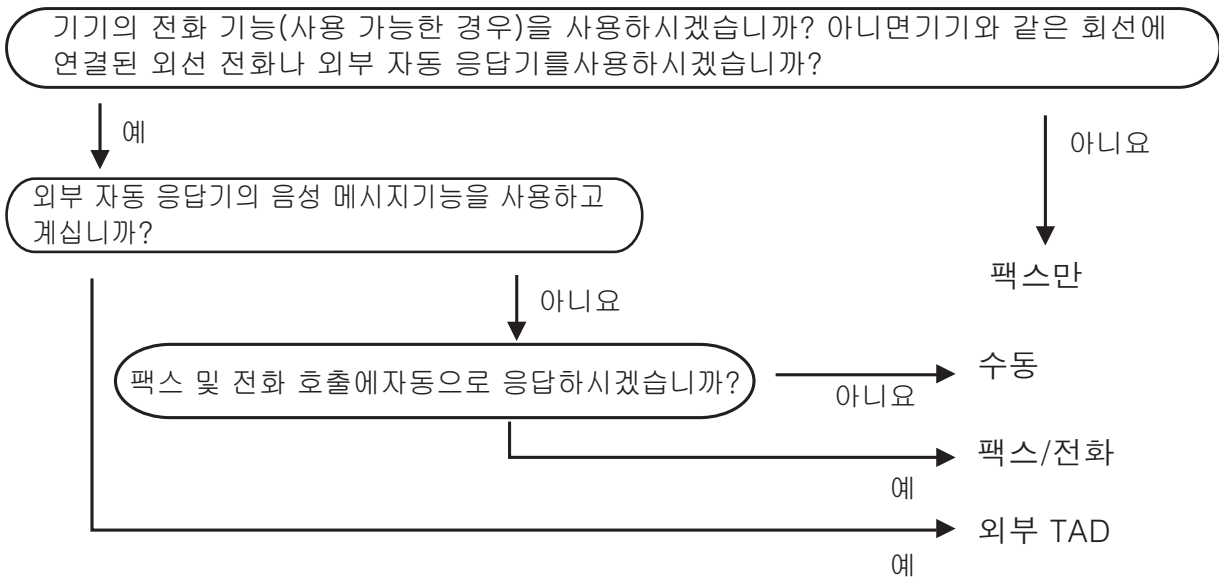 기기의 전화 기능(사용 가능한 경우)을 사용하시겠습니까? 아니면기기와 같은 회선에
연결된 외선 전화나 외부 자동 응답기를사용하시겠습니까?
예
아니요
외부 자동 응답기의 음성 메시지기능을 사용하고
계십니까?
팩스만
아니요
팩스 및 전화 호출에자동으로 응답하시겠습니까?
수동
아니요
팩스/전화
예
외부 TAD
예